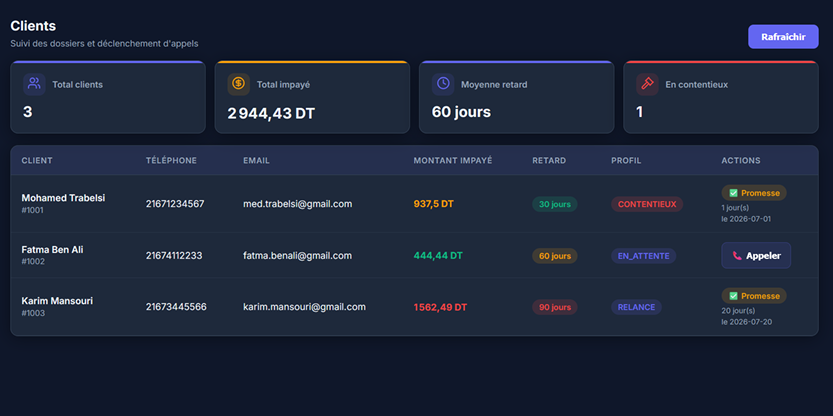 Clients
Suivi des dossiers et déclenchement d'appels
Rafraîchir
Total clients
3
Total impayé
2 944,43 DT
Moyenne retard
60 jours
En contentieux
1
CLIENT TÉLÉPHONE EMAIL MONTANT IMPAYÉ RETARD PROFIL ACTIONS
Mohamed Trabelsi
#1001
21671234567 med.trabelsi@gmail.com 937,5 DT 30 jours CONTENTIEUX
✅ Promesse
1 jour(s)
le 2026-07-01
Fatma Ben Ali
#1002
21674112233 fatma.benali@gmail.com 444,44 DT 60 jours EN_ATTENTE
📞 Appeler
Karim Mansouri
#1003
21673445566 karim.mansouri@gmail.com 1 562,49 DT 90 jours RELANCE
✅ Promesse
20 jour(s)
le 2026-07-20